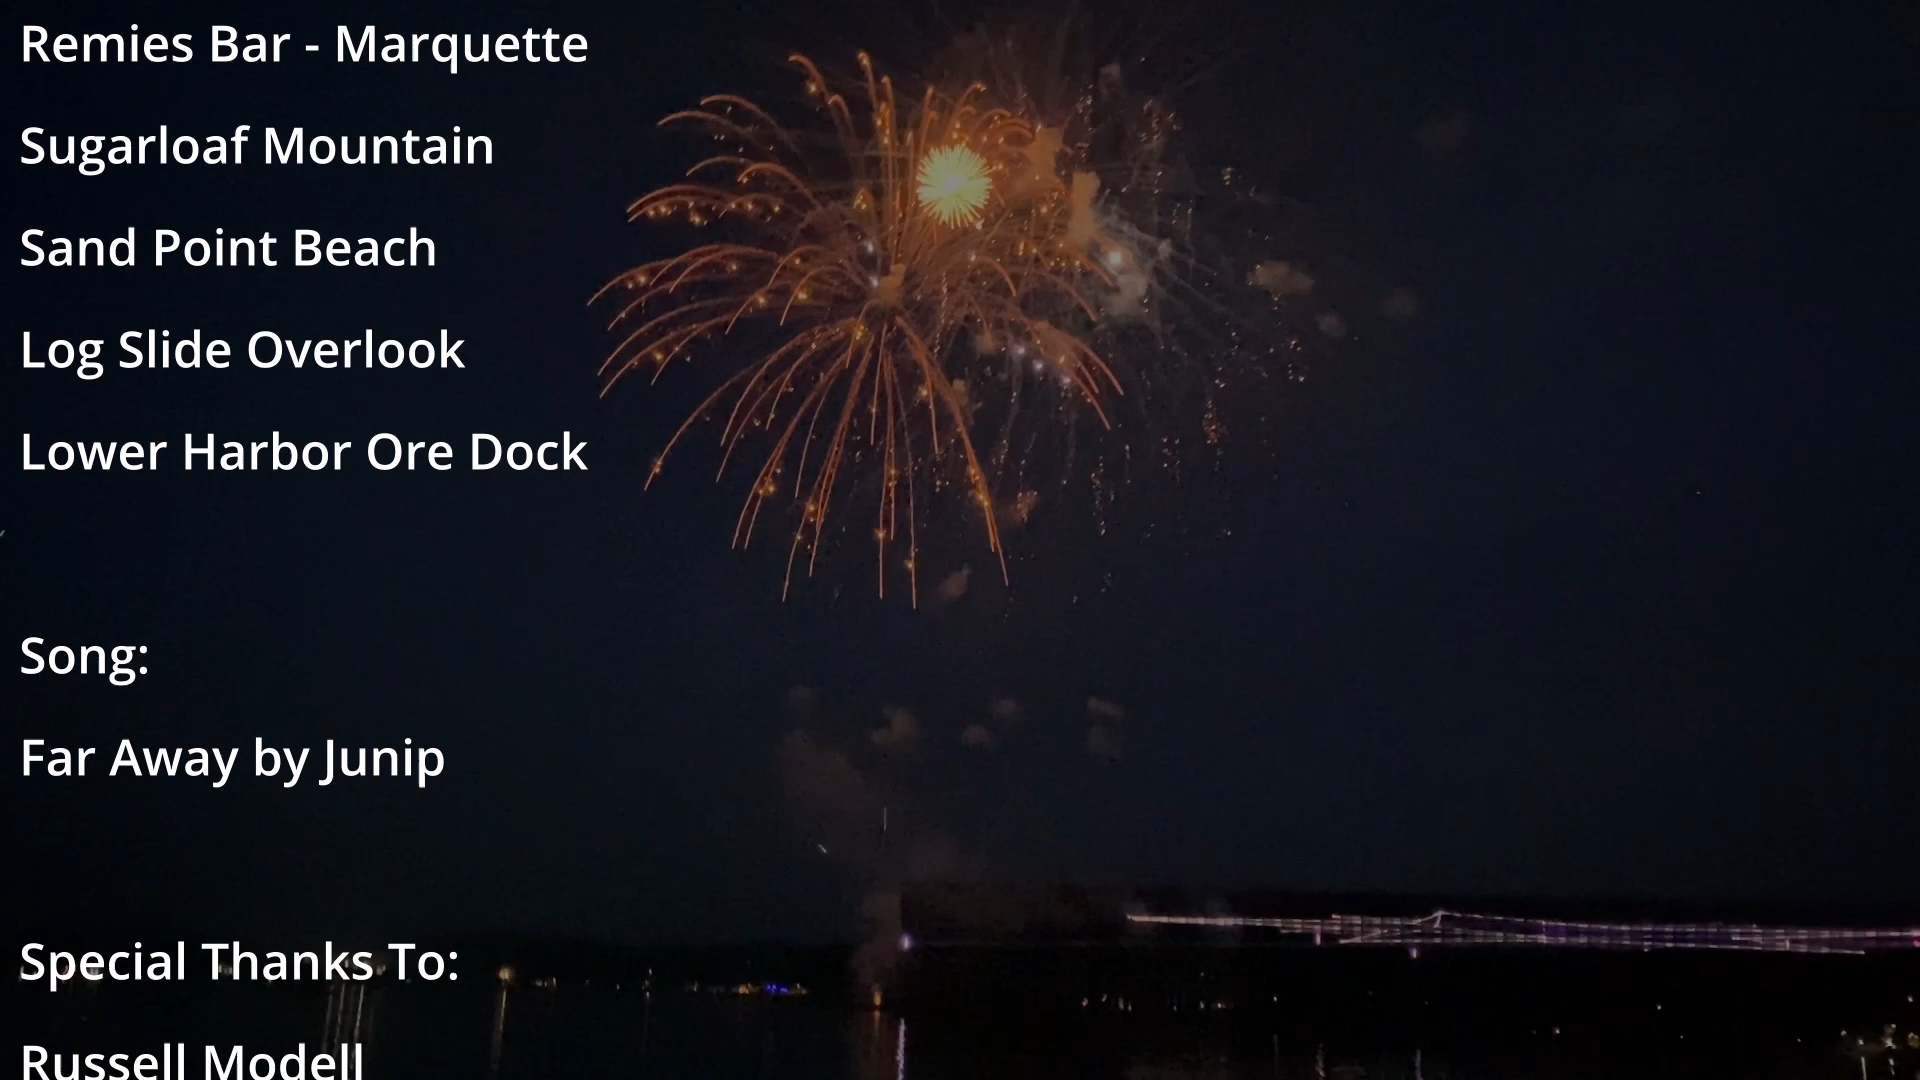 Remies Bar - Marquette
Sugarloaf Mountain
Sand Point Beach
Log Slide Overlook
Lower Harbor Ore Dock
Song:
Far Away by Junip
Special Thanks To:
Russell Modell